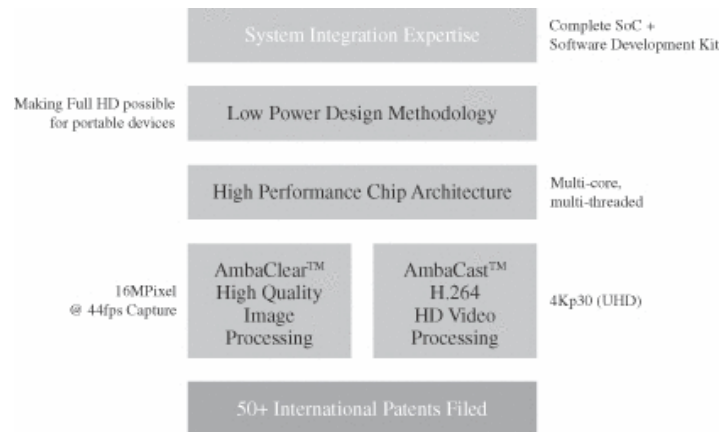 System Integration Expertise
Complete SoC +
Software Development Kit
Making Full HD possible
for portable devices
Low Power Design Methodology
High Performance Chip Architecture
Multi-core,
multi-threaded
16MPixel
@ 44fps Capture
AmbaClear™
High Quality
Image
Processing
AmbaCast™
H.264
HD Video
Processing
4Kp30 (UHD)
50+ International Patents Filed